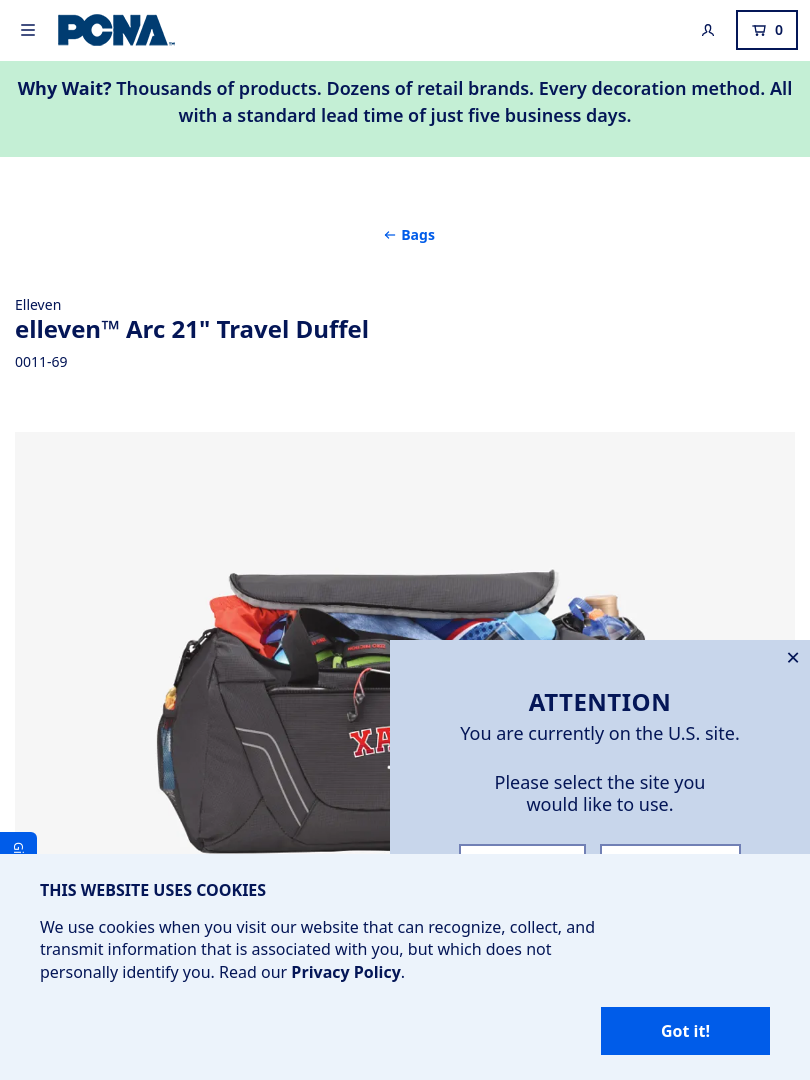 PCNA
0
Why Wait? Thousands of products. Dozens of retail brands. Every decoration method. All
with a standard lead time of just five business days.
← Bags
Elleven
elleven™ Arc 21" Travel Duffel
0011-69
ATTENTION
You are currently on the U.S. site.
Please select the site you
would like to use.
THIS WEBSITE USES COOKIES
We use cookies when you visit our website that can recognize, collect, and
transmit information that is associated with you, but which does not
personally identify you. Read our Privacy Policy.
Got it!